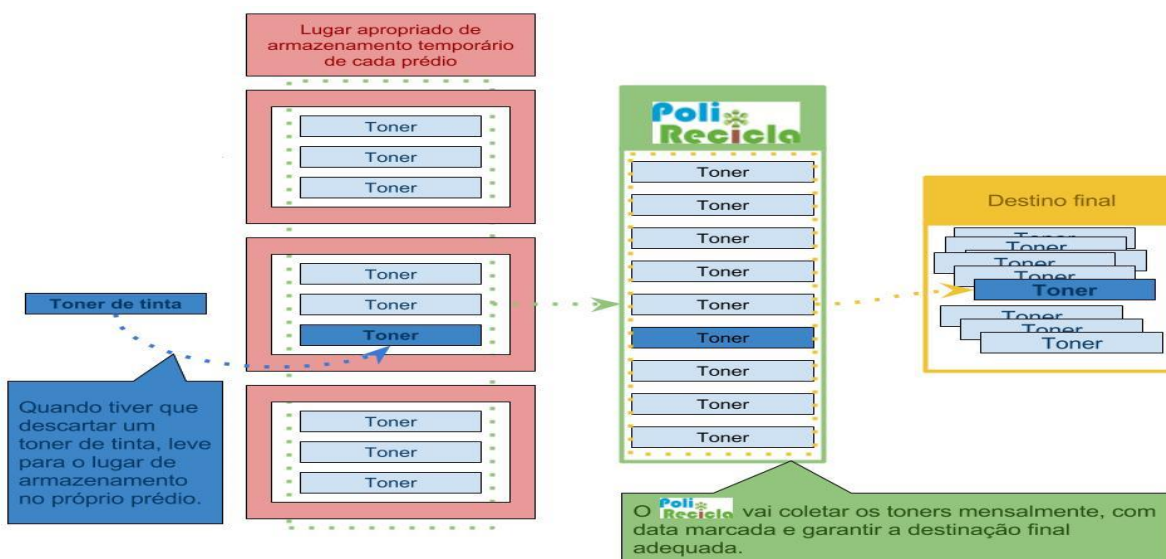 Lugar apropriado de
armazenamento temporário
de cada prédio
Toner
Toner
Toner
Toner
Toner
Toner
Toner
Toner
Toner
Toner de tinta
Quando tiver que
descartar um
toner de tinta, leve
para o lugar de
armazenamento
no próprio prédio.
Poli
Recicla
Toner
Toner
Toner
Toner
Toner
Toner
Toner
Toner
Toner
O Poli Recicla vai coletar os toners mensalmente, com
data marcada e garantir a destinação final
adequada.
Destino final
Toner
Toner
Toner
Toner
Toner
Toner
Toner
Toner